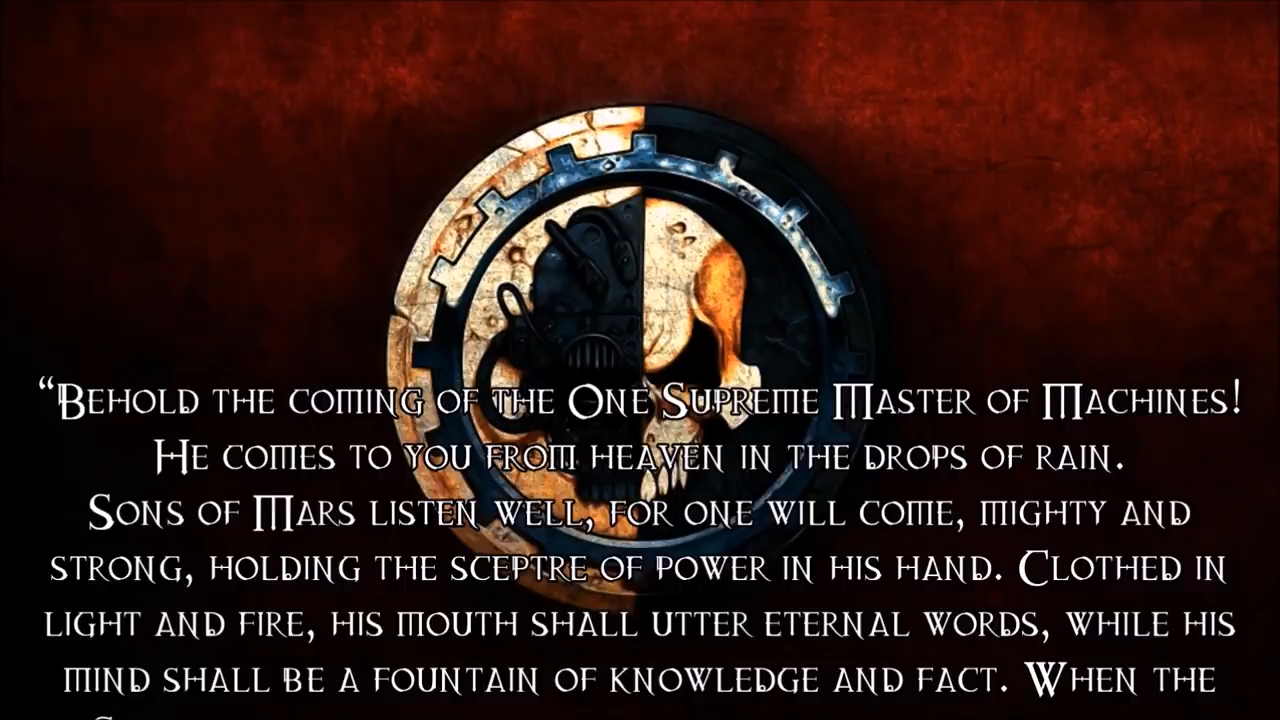 “Behold the coming of the One Supreme Master of Machines!
He comes to you from heaven in the drops of rain.
Sons of Mars listen well, for one will come, mighty and
strong, holding the sceptre of power in his hand. Clothed in
light and fire, his mouth shall utter eternal words, while his
mind shall be a fountain of knowledge and fact. When the